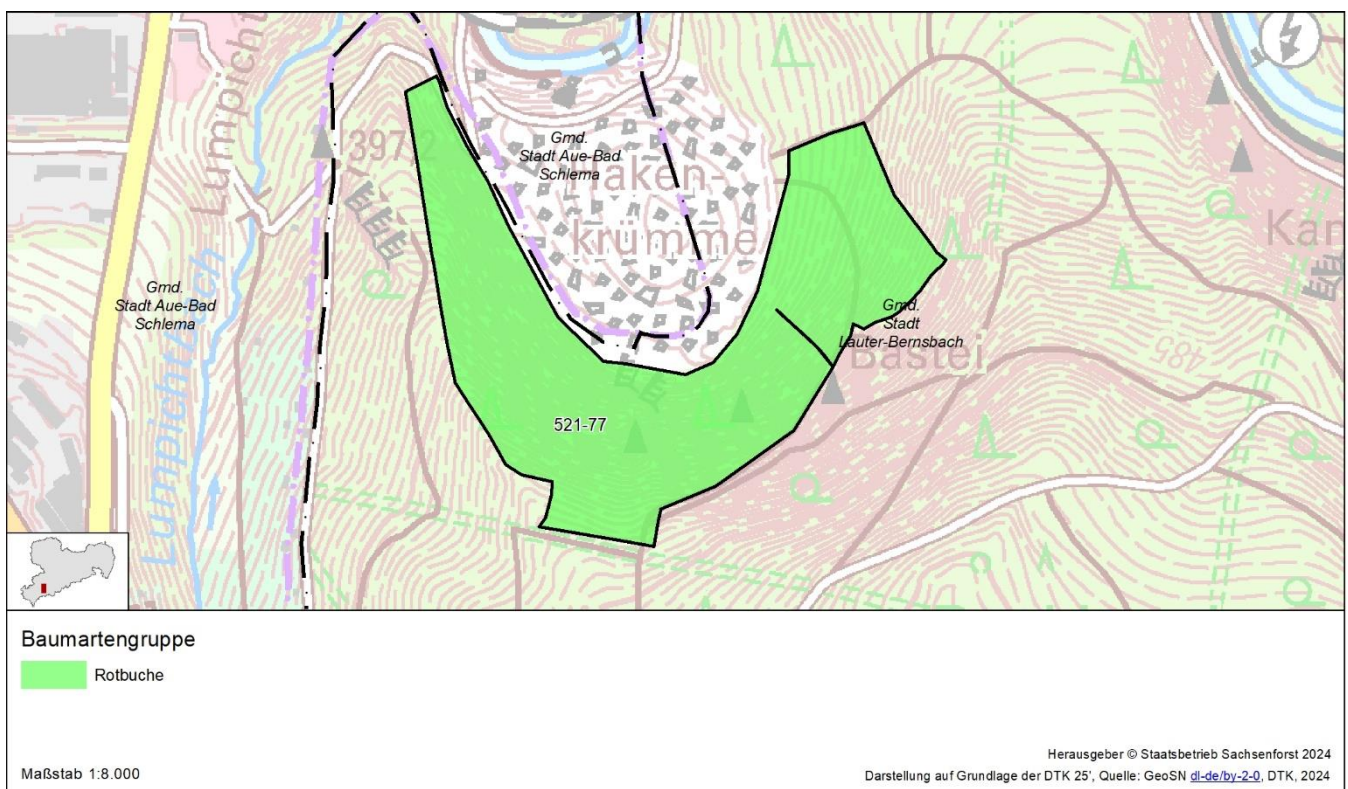 Lumpicht
397,2
Gmd.
Stadt Aue-Bad
Schlema
Haken-
krümme
Gmd.
Stadt Aue-Bad
Schlema
Lumpichtbach
Gmd.
Stadt
Lauter-Bernsbach
Bastei
485
521-77
Baumartengruppe
Rotbuche
Maßstab 1:8.000
Herausgeber © Staatsbetrieb Sachsenforst 2024
Darstellung auf Grundlage der DTK 25', Quelle: GeoSN dl-de/by-2-0, DTK, 2024